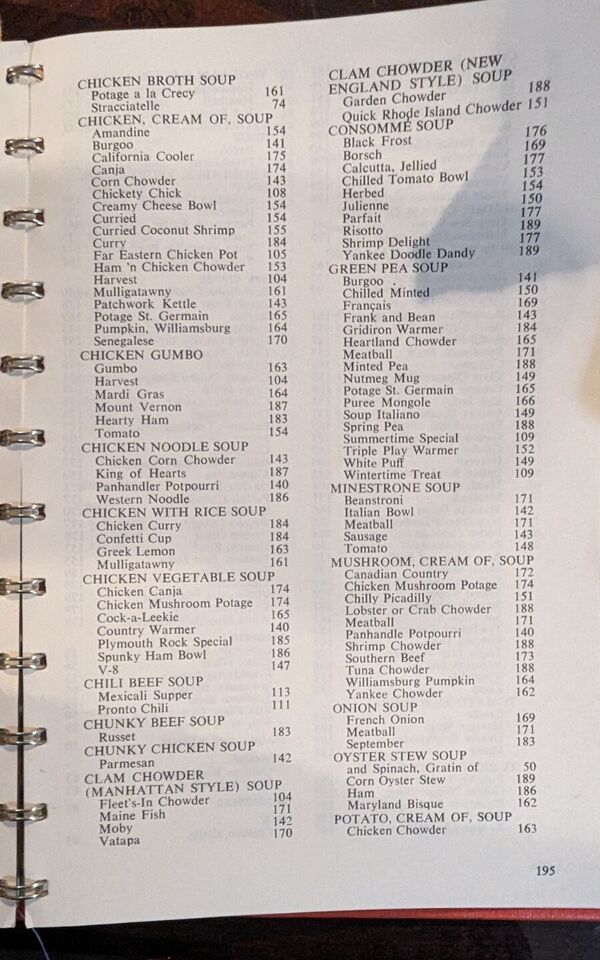 CHICKEN BROTH SOUP
Potage a la Crecy 161
Stracciatelle 74
CHICKEN, CREAM OF, SOUP
Amandine 154
Burgoo 141
California Cooler 175
Canja 174
Corn Chowder 143
Chickety Chick 108
Creamy Cheese Bowl 154
Curried 154
Curried Coconut Shrimp 155
Curry 184
Far Eastern Chicken Pot 105
Ham 'n Chicken Chowder 153
Harvest 104
Mulligatawny 161
Patchwork Kettle 143
Potage St. Germain 165
Pumpkin, Williamsburg 164
Senegalese 170
CHICKEN GUMBO
Gumbo 163
Harvest 104
Mardi Gras 164
Mount Vernon 187
Hearty Ham 183
Tomato 154
CHICKEN NOODLE SOUP
Chicken Corn Chowder 143
King of Hearts 187
Panhandler Potpourri 140
Western Noodle 186
CHICKEN WITH RICE SOUP
Chicken Curry 184
Confetti Cup 184
Greek Lemon 163
Mulligatawny 161
CHICKEN VEGETABLE SOUP
Chicken Canja 174
Chicken Mushroom Potage 174
Cock-a-Leekie 165
Country Warmer 140
Plymouth Rock Special 185
Spunky Ham Bowl 186
V-8 147
CHILI BEEF SOUP
Mexicali Supper 113
Pronto Chili 111
CHUNKY BEEF SOUP
Russet 183
CHUNKY CHICKEN SOUP
Parmesan 142
CLAM CHOWDER
(MANHATTAN STYLE) SOUP
Fleet's-In Chowder 104
Maine Fish 171
Moby 142
Vatapa 170
CLAM CHOWDER (NEW
ENGLAND STYLE) SOUP
Garden Chowder 188
Quick Rhode Island Chowder 151
CONSOMMÉ SOUP
Black Frost 176
Borsch 169
Calcutta, Jellied 177
Chilled Tomato Bowl 153
Herbed 154
Julienne 150
Parfait 177
Risotto 189
Shrimp Delight 177
Yankee Doodle Dandy 189
GREEN PEA SOUP
Burgoo 141
Chilled Minted 150
Français 169
Frank and Bean 143
Gridiron Warmer 184
Heartland Chowder 165
Meatball 171
Minted Pea 188
Nutmeg Mug 149
Potage St. Germain 165
Puree Mongole 166
Soup Italiano 149
Spring Pea 188
Summertime Special 109
Triple Play Warmer 152
White Puff 149
Wintertime Treat 109
MINESTRONE SOUP
Beanstroni 171
Italian Bowl 142
Meatball 171
Sausage 143
Tomato 148
MUSHROOM, CREAM OF, SOUP
Canadian Country 172
Chicken Mushroom Potage 174
Chilly Picadilly 151
Lobster or Crab Chowder 188
Meatball 171
Panhandle Potpourri 140
Shrimp Chowder 188
Southern Beef 173
Tuna Chowder 188
Williamsburg Pumpkin 164
Yankee Chowder 162
ONION SOUP
French Onion 169
Meatball 171
September 183
OYSTER STEW SOUP
and Spinach, Gratin of 50
Corn Oyster Stew 189
Ham 186
Maryland Bisque 162
POTATO, CREAM OF, SOUP
Chicken Chowder 163
195